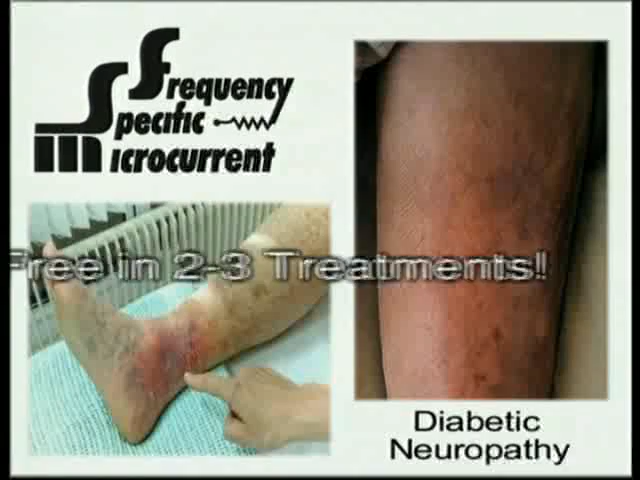 Frequency
Specific
Microcurrent
Free in 2-3 Treatments!
Diabetic
Neuropathy